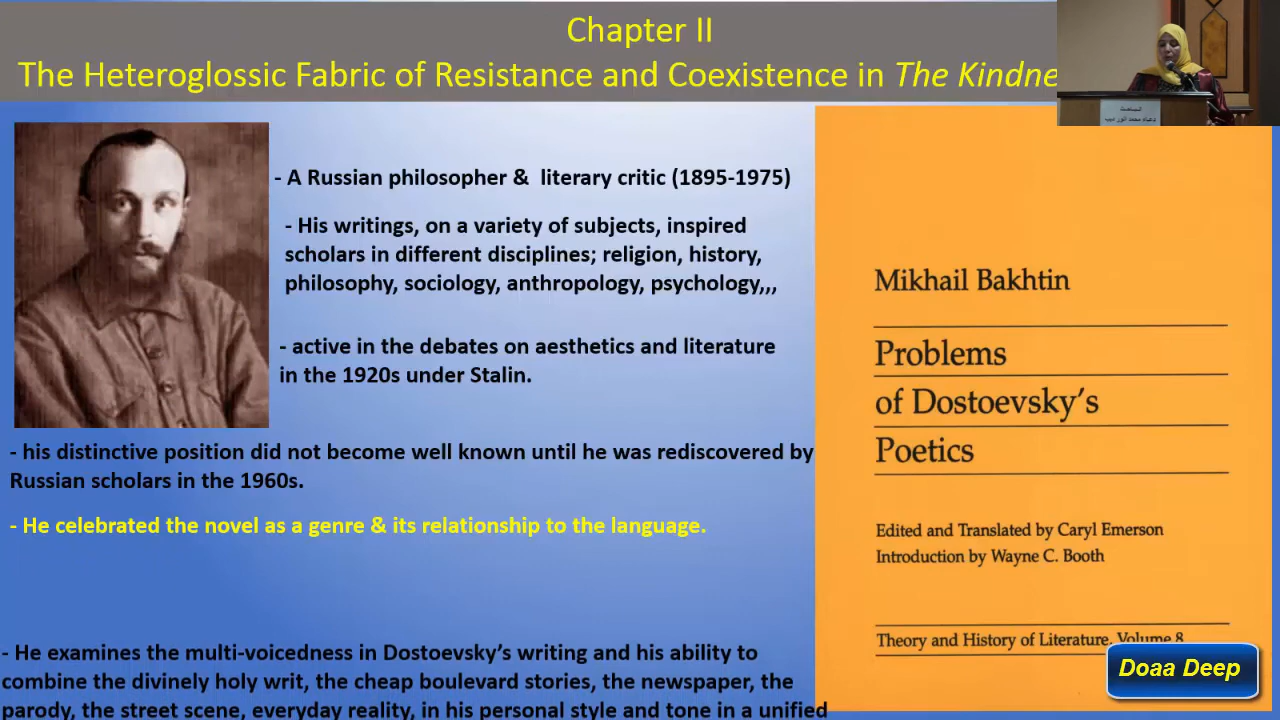 Chapter II
The Heteroglossic Fabric of Resistance and Coexistence in The Kindne
- A Russian philosopher & literary critic (1895-1975)
- His writings, on a variety of subjects, inspired
scholars in different disciplines; religion, history,
philosophy, sociology, anthropology, psychology,,,
- active in the debates on aesthetics and literature
in the 1920s under Stalin.
- his distinctive position did not become well known until he was rediscovered by
Russian scholars in the 1960s.
- He celebrated the novel as a genre & its relationship to the language.
- He examines the multi-voicedness in Dostoevsky's writing and his ability to
combine the divinely holy writ, the cheap boulevard stories, the newspaper, the
parody, the street scene, everyday reality, in his personal style and tone in a unified
Mikhail Bakhtin
Problems
of Dostoevsky's
Poetics
Edited and Translated by Caryl Emerson
Introduction by Wayne C. Booth
Theory and History of Literature, Volume 8
Doaa Deep